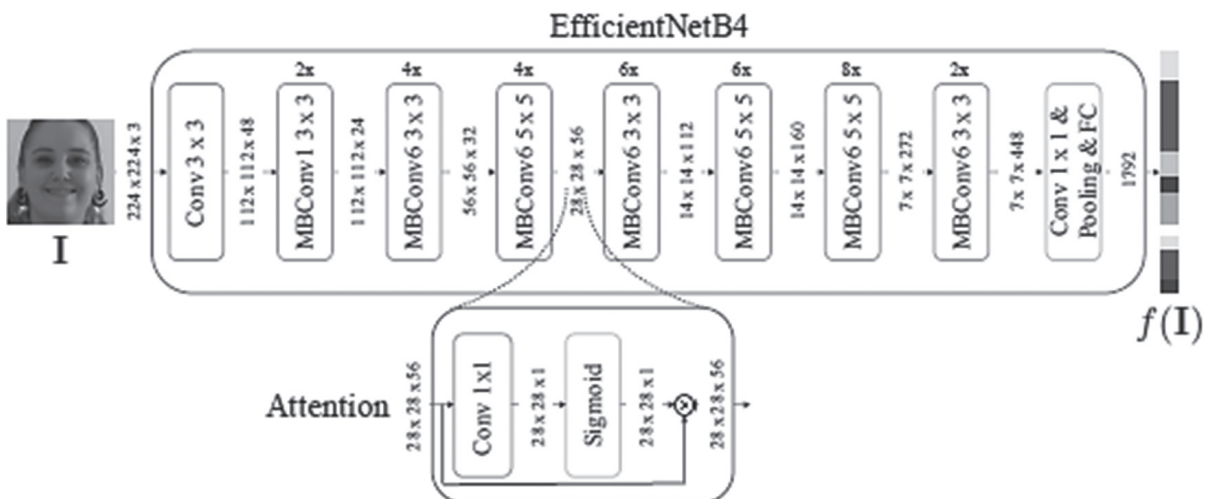 EfficientNetB4
2x
4x
4x
6x
6x
8x
2x
I
224 x 224 x 3
Conv 3 x 3
112 x 112 x 48
MBConv1 3 x 3
112 x 112 x 24
MBConv6 3 x 3
56 x 56 x 32
MBConv6 5 x 5
28 x 28 x 56
MBConv6 3 x 3
14 x 14 x 112
MBConv6 5 x 5
14 x 14 x 160
MBConv6 5 x 5
7 x 7 x 272
MBConv6 3 x 3
7 x 7 x 448
Conv 1 x 1 &
Pooling & FC
1792
f(I)
Attention
28 x 28 x 56
Conv 1x1
28 x 28 x 1
Sigmoid
28 x 28 x 1
28 x 28 x 56